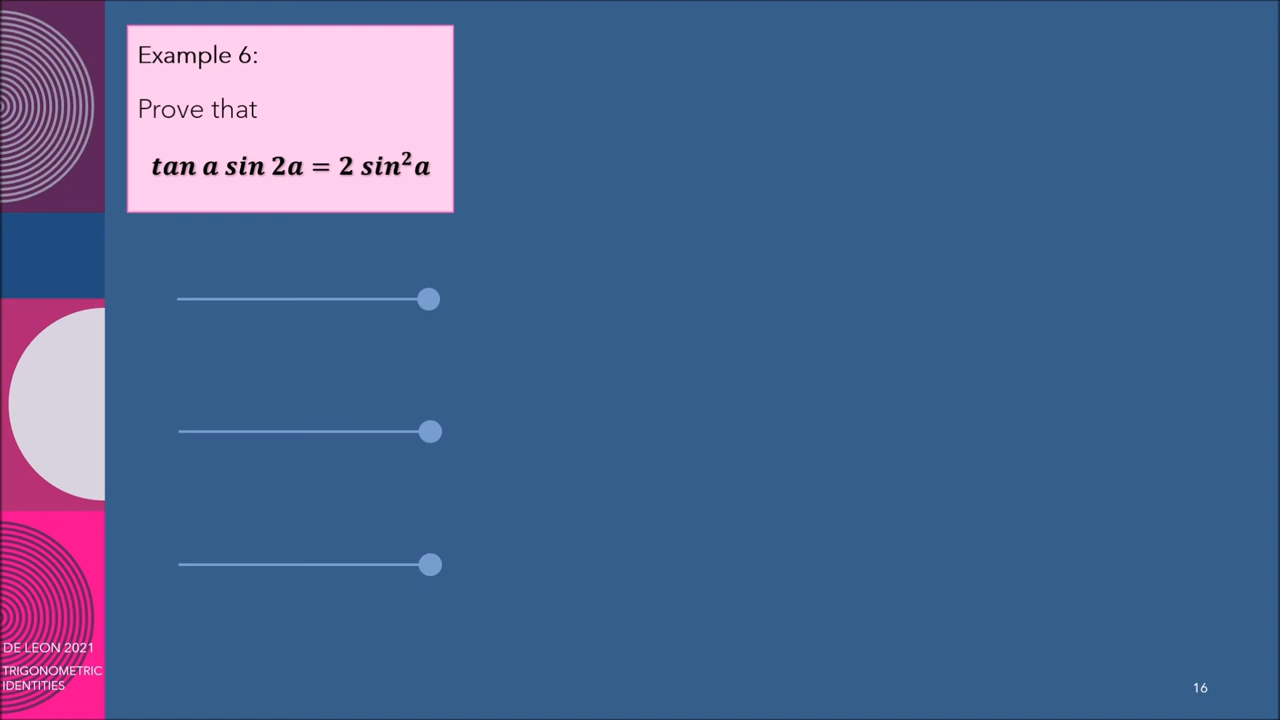 Example 6:
Prove that
tan a sin 2a = 2 sin²a
DE LEON 2021
TRIGONOMETRIC
IDENTITIES
16